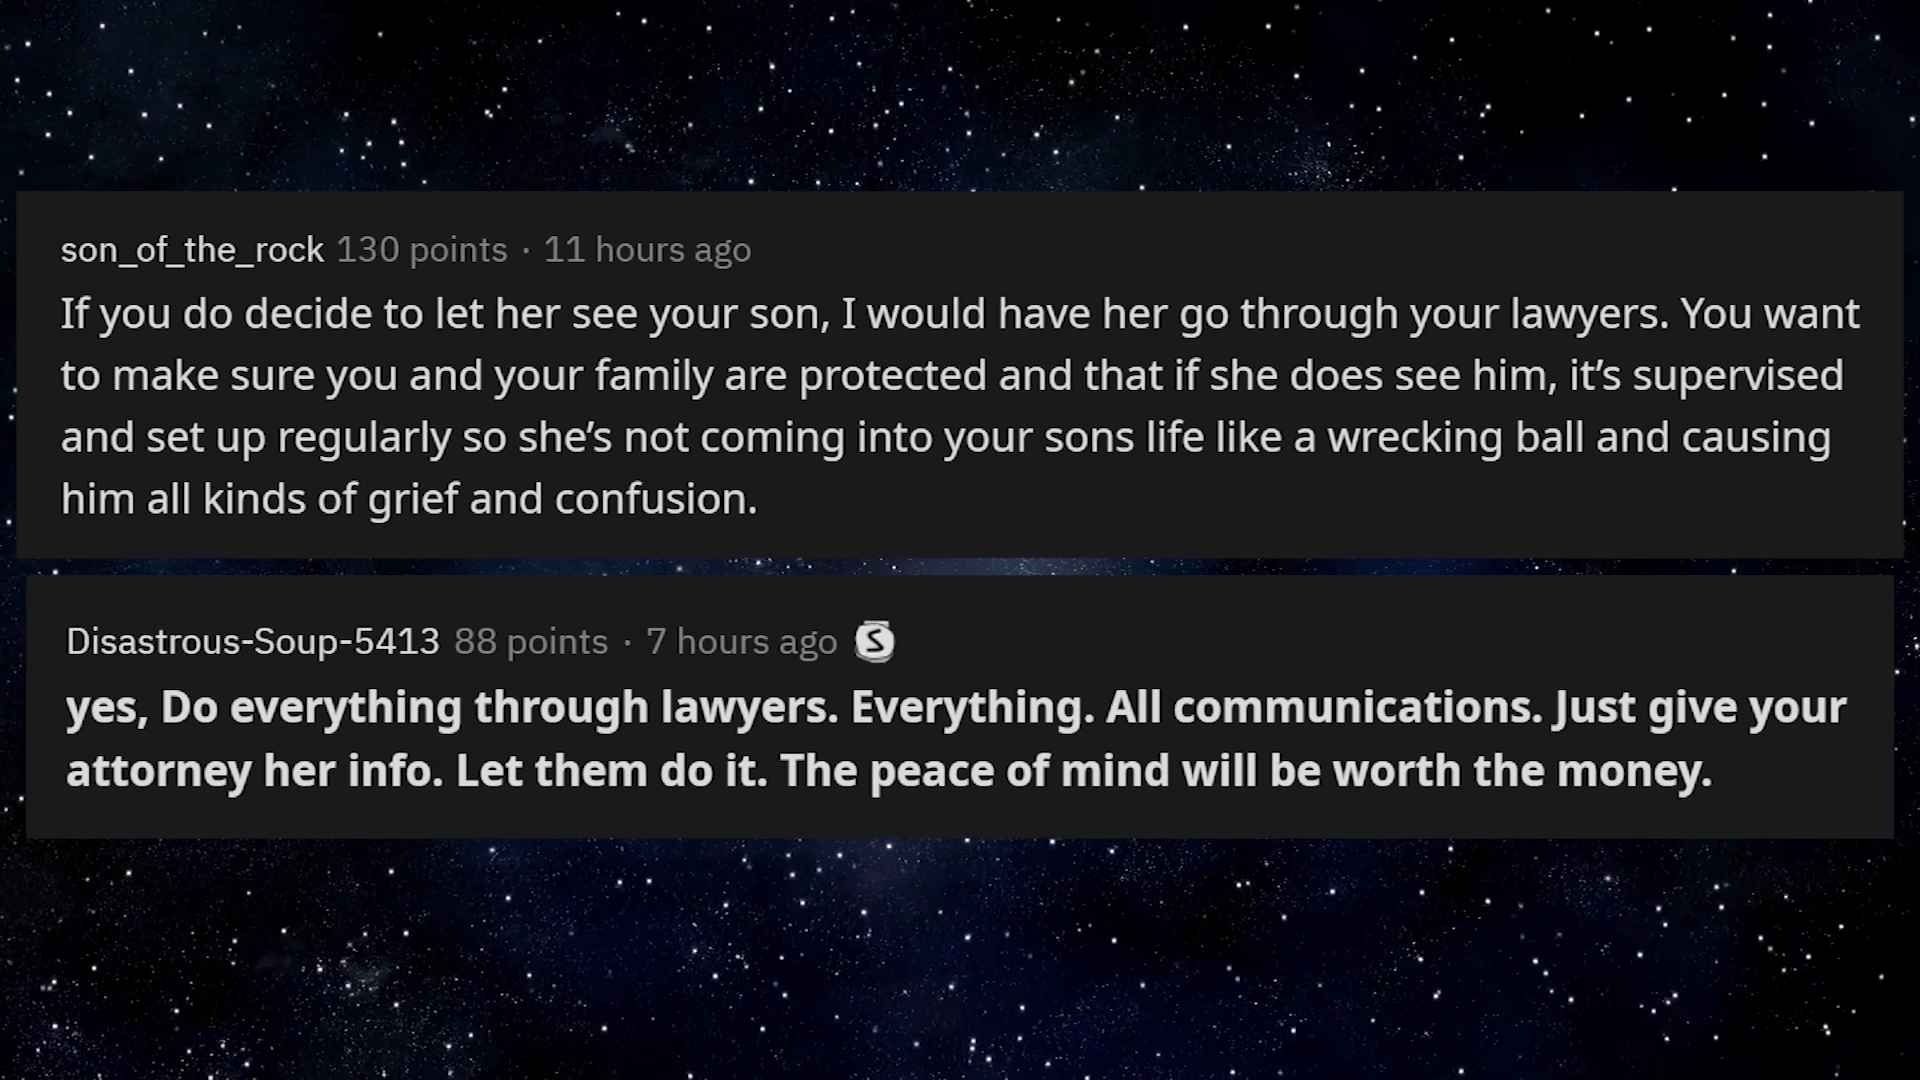 son_of_the_rock 130 points · 11 hours ago
If you do decide to let her see your son, I would have her go through your lawyers. You want
to make sure you and your family are protected and that if she does see him, it’s supervised
and set up regularly so she’s not coming into your sons life like a wrecking ball and causing
him all kinds of grief and confusion.
Disastrous-Soup-5413 88 points · 7 hours ago S
yes, Do everything through lawyers. Everything. All communications. Just give your
attorney her info. Let them do it. The peace of mind will be worth the money.